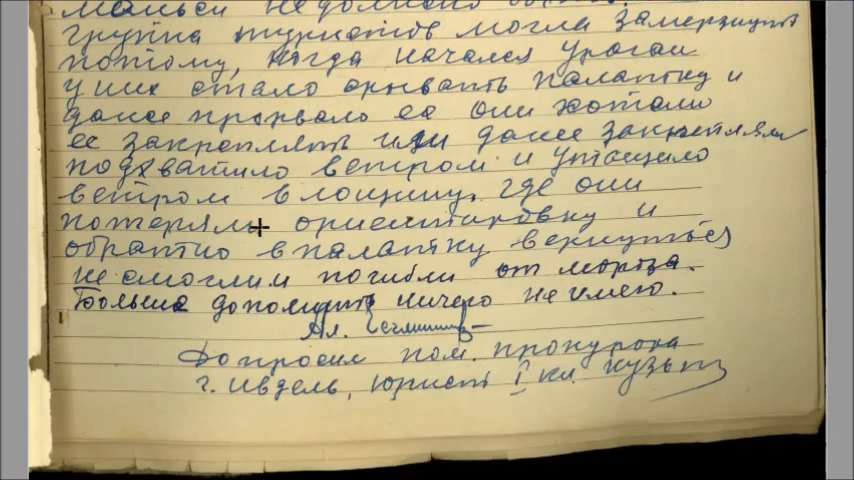 группа туристов могла замерзнуть
потому, когда начался ураган
у них стало срывать палатку и
даже прорвало ее они хотели
ее закреплять или даже закрепляли
подхватило ветром и утащило
ветром в лощину, где они
потеряли ориентировку и
обратно в палатку вернуться
не смогли и погибли от мороза.
Больше дополнить ничего не имею.
Допросил пом. прокурора
г. Ивдель, юрист I кл.